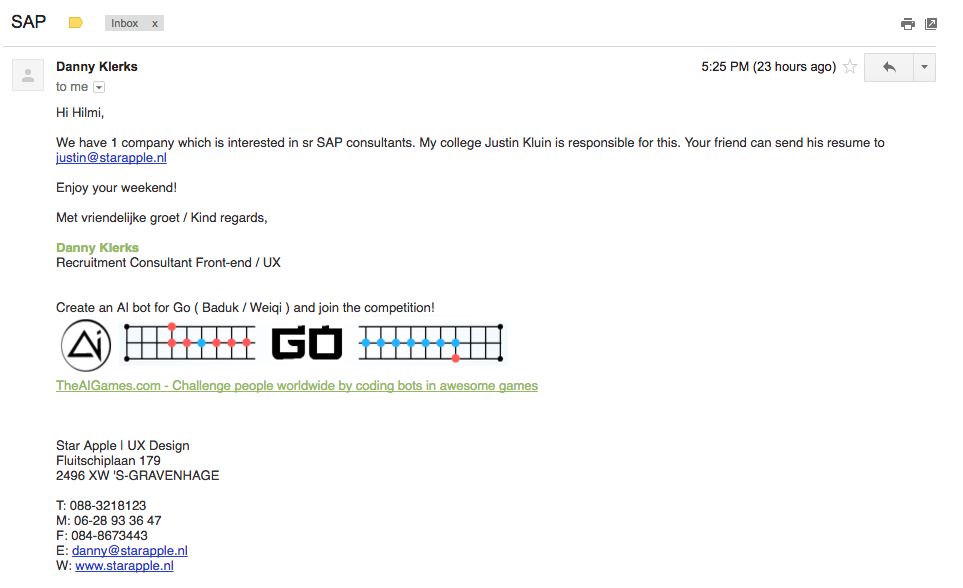 SAP
Inbox x
Danny Klerks
5:25 PM (23 hours ago)
to me
Hi Hilmi,
We have 1 company which is interested in sr SAP consultants. My college Justin Kluin is responsible for this. Your friend can send his resume to
justin@starapple.nl
Enjoy your weekend!
Met vriendelijke groet / Kind regards,
Danny Klerks
Recruitment Consultant Front-end / UX
Create an AI bot for Go ( Baduk / Weiqi ) and join the competition!
Ai
GO
TheAIGames.com - Challenge people worldwide by coding bots in awesome games
Star Apple | UX Design
Fluitschiplaan 179
2496 XW 'S-GRAVENHAGE
T: 088-3218123
M: 06-28 93 36 47
F: 084-8673443
E: danny@starapple.nl
W: www.starapple.nl